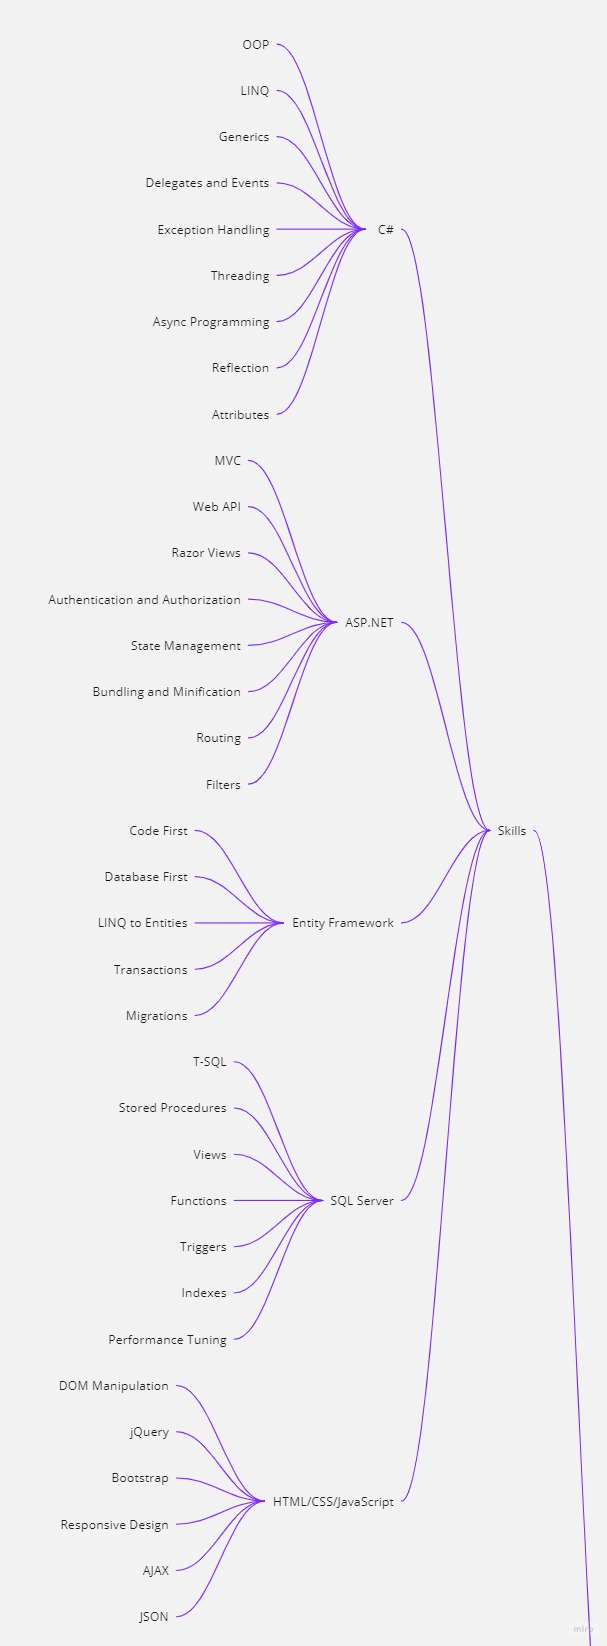 OOP
LINQ
Generics
Delegates and Events
Exception Handling
C#
Threading
Async Programming
Reflection
Attributes
MVC
Web API
Razor Views
Authentication and Authorization
ASP.NET
State Management
Bundling and Minification
Routing
Filters
Code First
Skills
Database First
LINQ to Entities
Entity Framework
Transactions
Migrations
T-SQL
Stored Procedures
Views
Functions
SQL Server
Triggers
Indexes
Performance Tuning
DOM Manipulation
jQuery
Bootstrap
HTML/CSS/JavaScript
Responsive Design
AJAX
JSON
miro